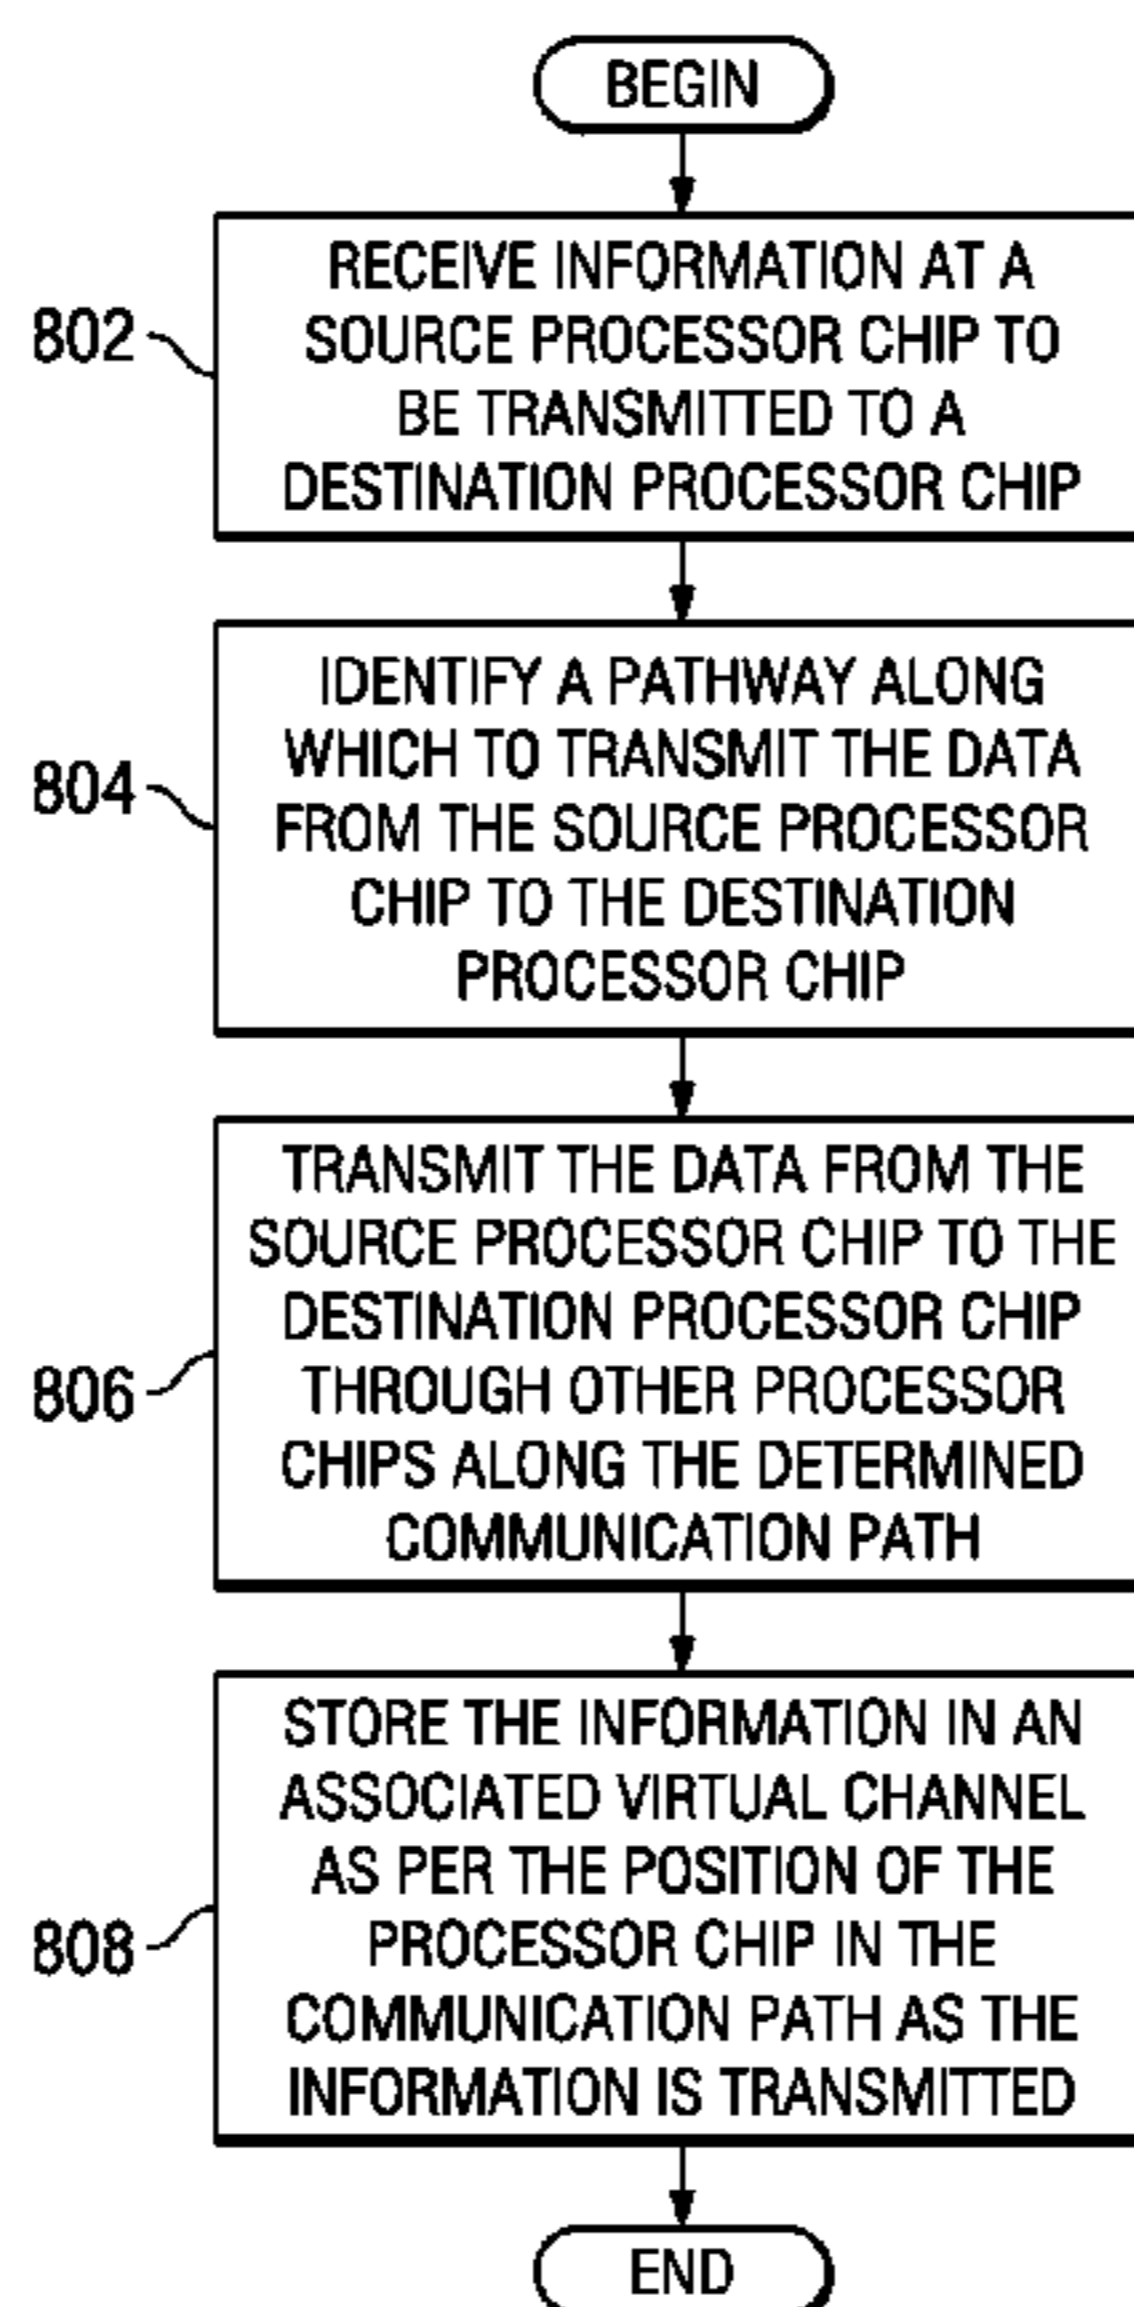 BEGIN
802
RECEIVE INFORMATION AT A
SOURCE PROCESSOR CHIP TO
BE TRANSMITTED TO A
DESTINATION PROCESSOR CHIP
804
IDENTIFY A PATHWAY ALONG
WHICH TO TRANSMIT THE DATA
FROM THE SOURCE PROCESSOR
CHIP TO THE DESTINATION
PROCESSOR CHIP
806
TRANSMIT THE DATA FROM THE
SOURCE PROCESSOR CHIP TO THE
DESTINATION PROCESSOR CHIP
THROUGH OTHER PROCESSOR
CHIPS ALONG THE DETERMINED
COMMUNICATION PATH
808
STORE THE INFORMATION IN AN
ASSOCIATED VIRTUAL CHANNEL
AS PER THE POSITION OF THE
PROCESSOR CHIP IN THE
COMMUNICATION PATH AS THE
INFORMATION IS TRANSMITTED
END